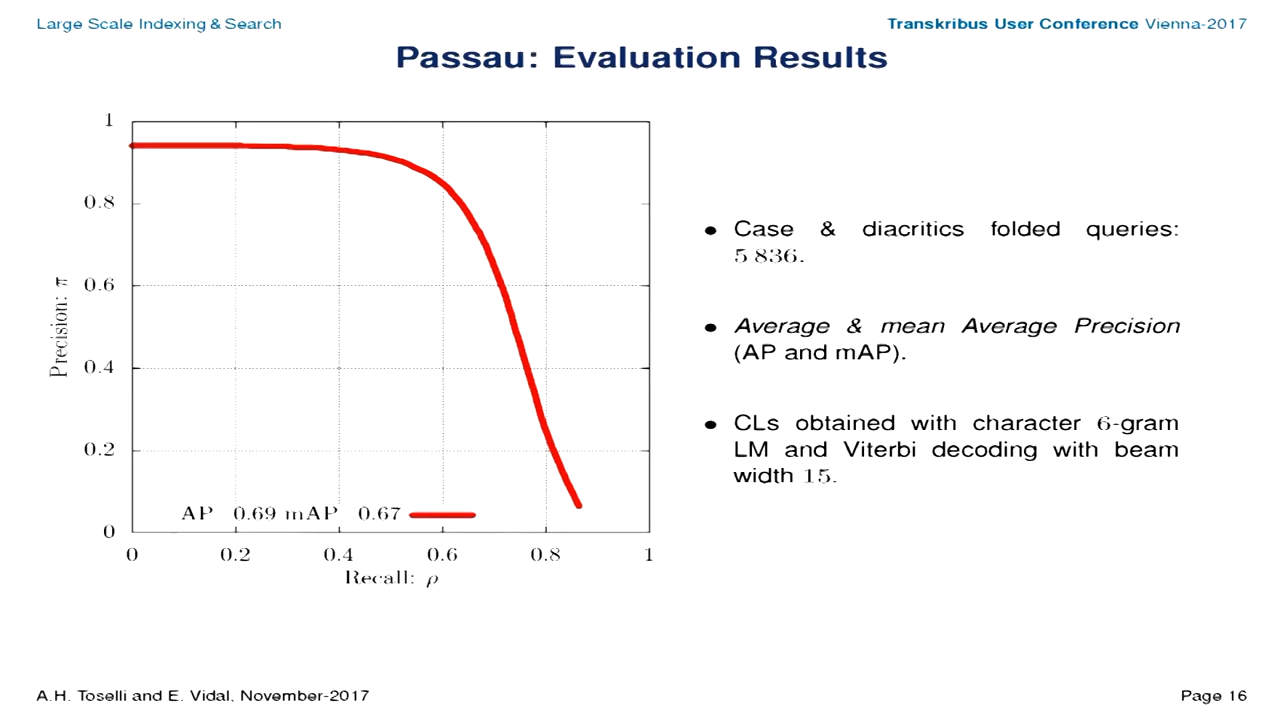 Large Scale Indexing & Search
Transkribus User Conference Vienna-2017
Passau: Evaluation Results
1
0.8
0.6
0.4
0.2
0
Precision: π
AP 0.69 mAP 0.67
0 0.2 0.4 0.6 0.8 1
Recall: ρ
• Case & diacritics folded queries:
5 836.
• Average & mean Average Precision
(AP and mAP).
• CLs obtained with character 6-gram
LM and Viterbi decoding with beam
width 15.
A.H. Toselli and E. Vidal, November-2017
Page 16